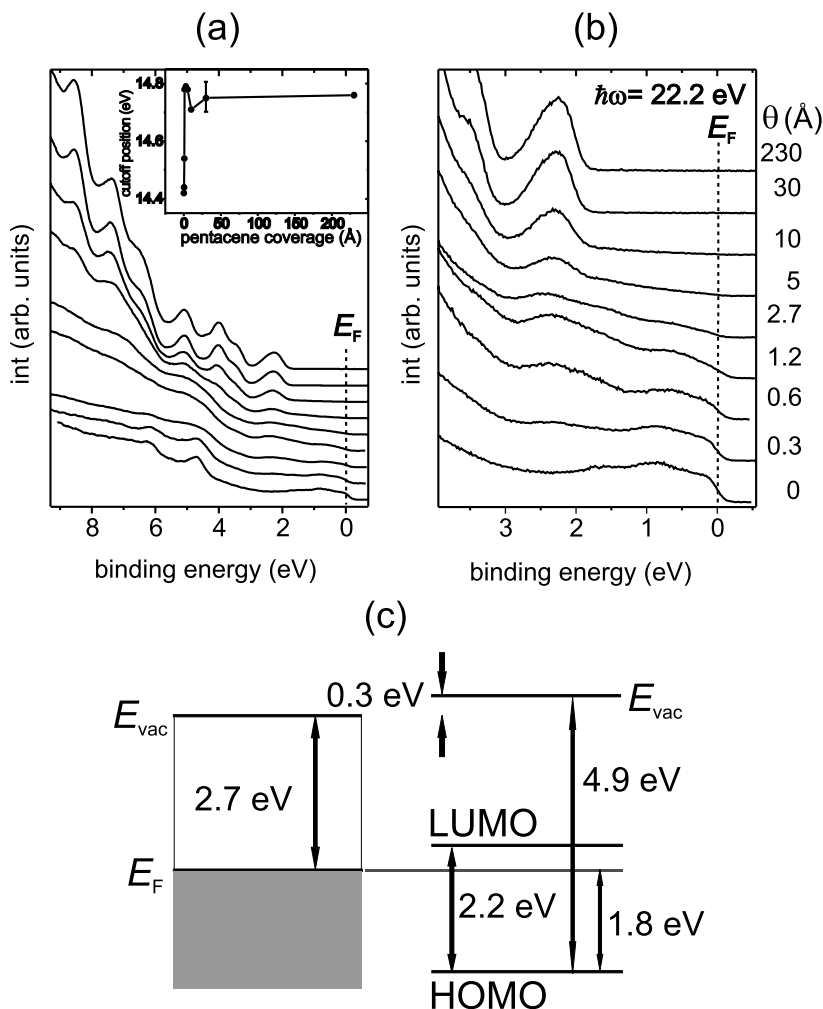 (a)
(b)
14.8
14.6
14.4
cutoff position (eV)
0 50 100 150 200
pentacene coverage (Å)
E_F
int (arb. units)
8 6 4 2 0
binding energy (eV)
ħω= 22.2 eV
E_F
θ (Å)
230
30
10
5
2.7
1.2
0.6
0.3
0
int (arb. units)
3 2 1 0
binding energy (eV)
(c)
0.3 eV
E_vac
E_vac
2.7 eV
4.9 eV
LUMO
E_F
2.2 eV
1.8 eV
HOMO